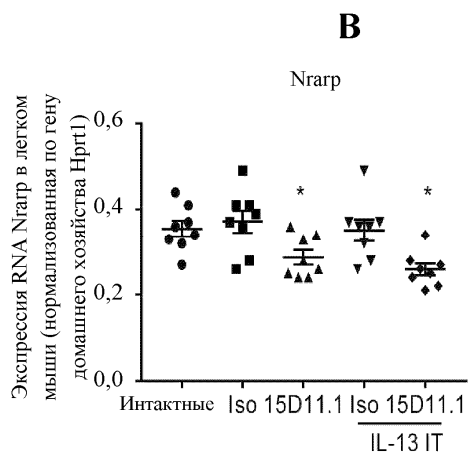 B
Nrarp
Экспрессия RNA Nrarp в легком
мыши (нормализованная по гену
домашнего хозяйства Hprt1)
0,6
0,4
0,2
0,0
* *
Интактные Iso 15D11.1 Iso 15D11.1
IL-13 IT